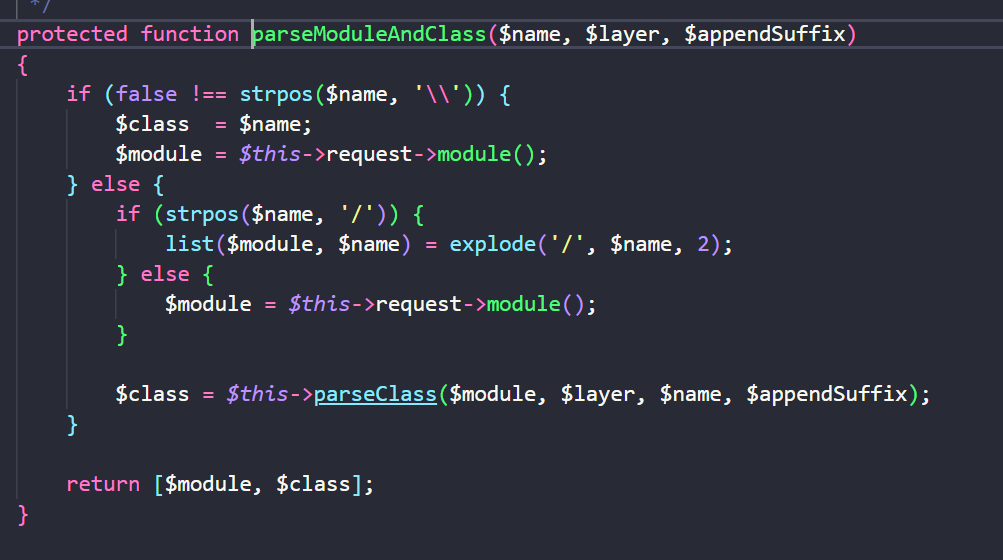 */
protected function parseModuleAndClass($name, $layer, $appendSuffix)
{
    if (false !== strpos($name, '\\')) {
        $class  = $name;
        $module = $this->request->module();
    } else {
        if (strpos($name, '/')) {
            list($module, $name) = explode('/', $name, 2);
        } else {
            $module = $this->request->module();
        }

        $class = $this->parseClass($module, $layer, $name, $appendSuffix);
    }

    return [$module, $class];
}